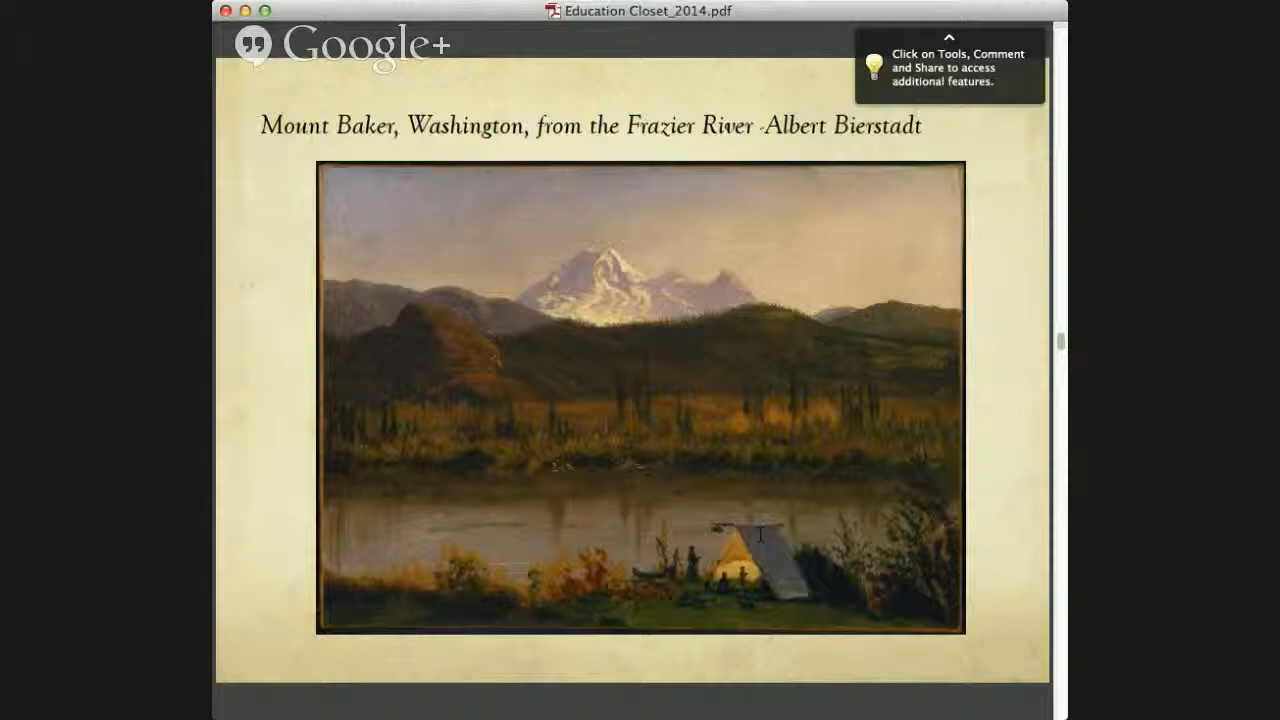 Education Closet_2014.pdf
Google+
Click on Tools, Comment
and Share to access
additional features.
Mount Baker, Washington, from the Frazier River -Albert Bierstadt